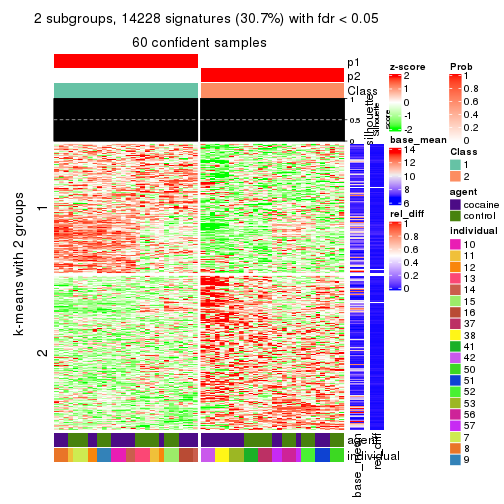 2 subgroups, 14228 signatures (30.7%) with fdr < 0.05
60 confident samples
p1
p2
Class
1
0.5
0
silhouette
Silhouette
score
k-means with 2 groups
1
2
agent
individual
base_mean
rel_diff
z-score
2
1
0
-1
-2
base_mean
14
12
10
8
6
rel_diff
1
0.8
0.6
0.4
0.2
0
Prob
1
0.8
0.6
0.4
0.2
0
Class
1
2
agent
cocaine
control
individual
10
11
12
13
14
15
16
37
38
41
42
50
51
52
53
56
57
7
8
9